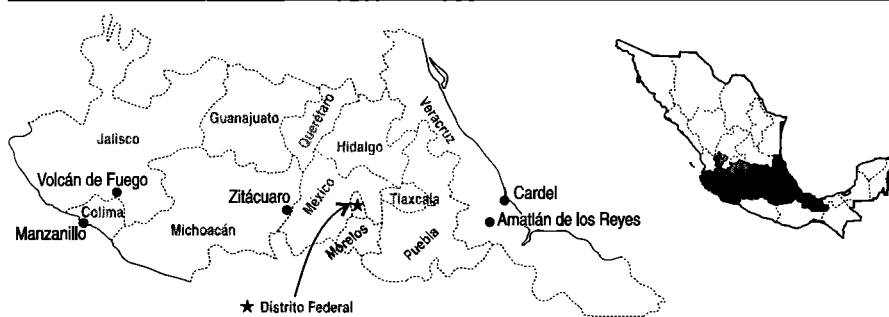 Jalisco
Guanajuato
Querétaro
Hidalgo
Veracruz
Volcán de Fuego
Colima
Manzanillo
Michoacán
Zitácuaro
Mexico
Tlaxcala
Mórelos
Puebla
Cardel
Amatlán de los Reyes
★ Distrito Federal